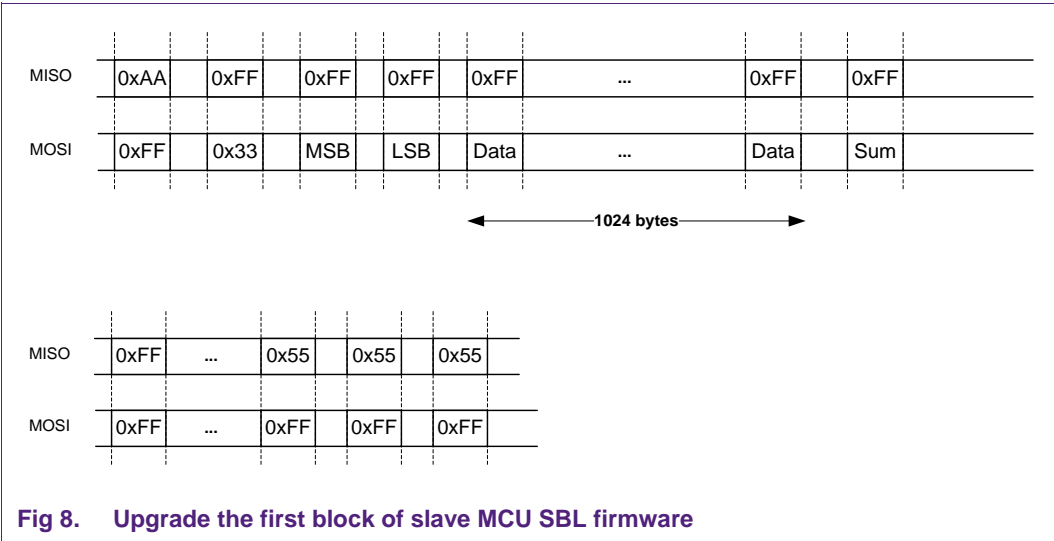 MISO 0xAA 0xFF 0xFF 0xFF 0xFF ... 0xFF 0xFF
MOSI 0xFF 0x33 MSB LSB Data ... Data Sum
1024 bytes
MISO 0xFF ... 0x55 0x55 0x55
MOSI 0xFF ... 0xFF 0xFF 0xFF
Fig 8. Upgrade the first block of slave MCU SBL firmware